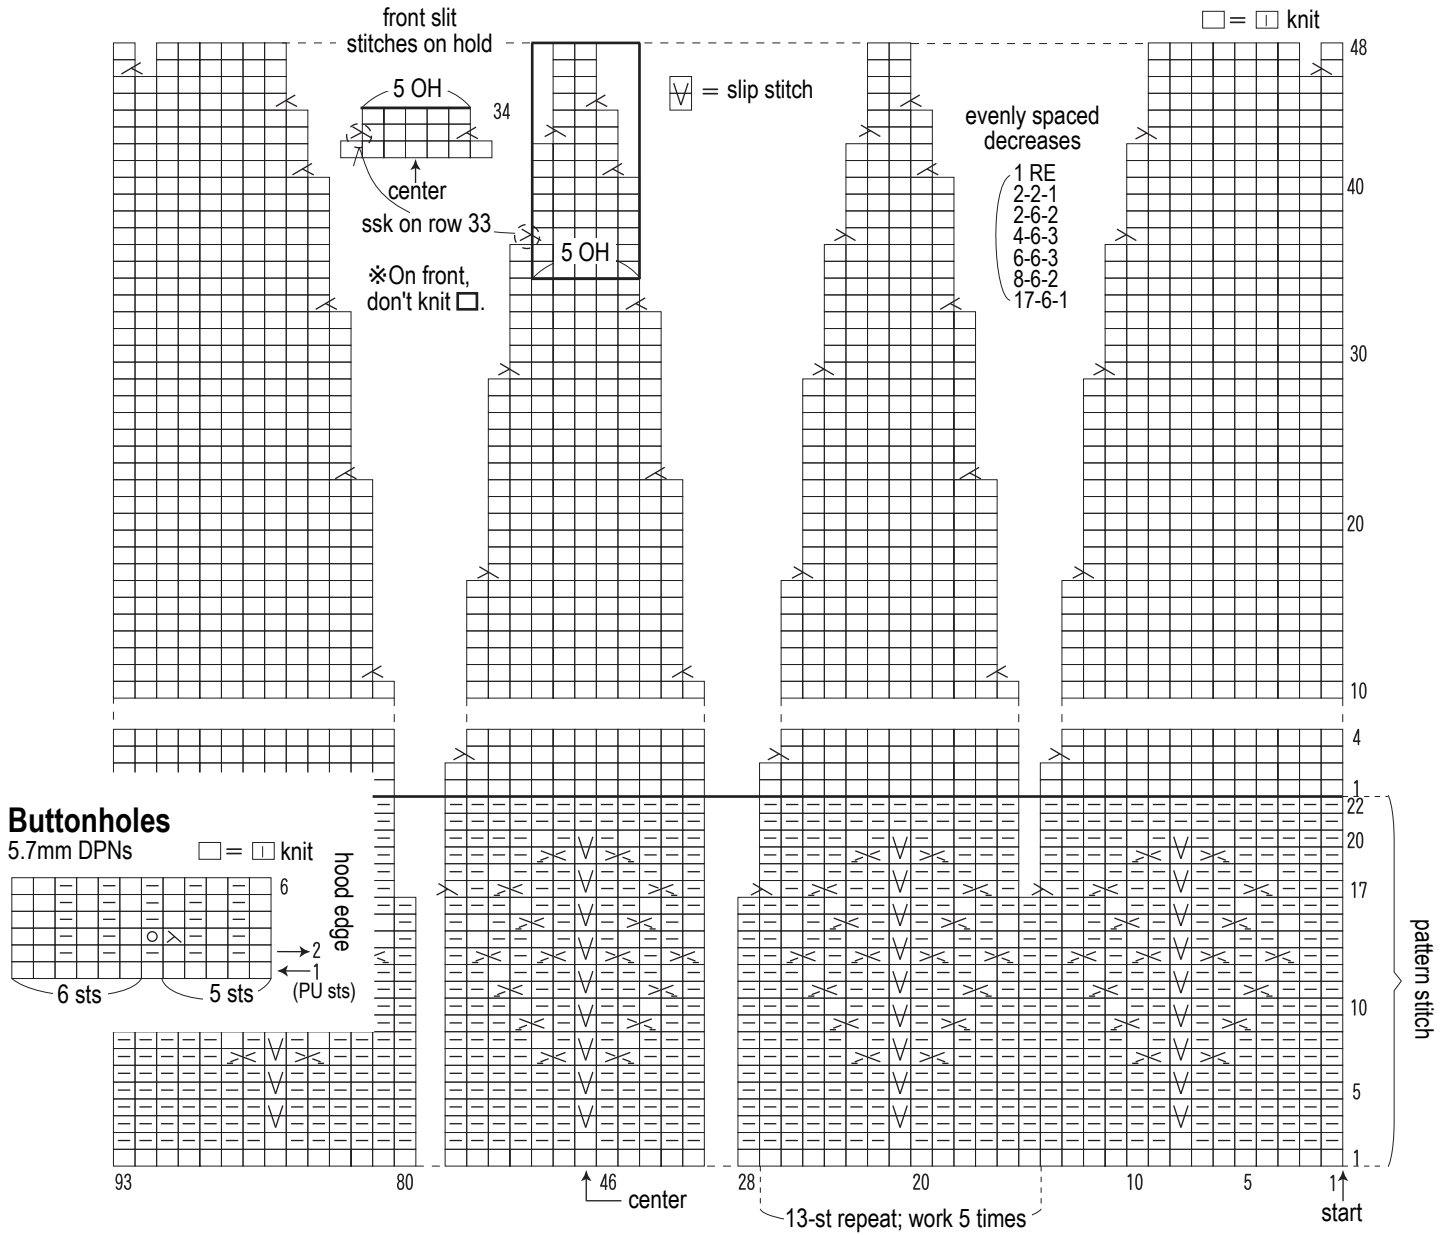 front slit
stitches on hold
= knit
48
5 OH
34
= slip stitch
evenly spaced
decreases
1 RE
2-2-1
2-6-2
4-6-3
6-6-3
8-6-2
17-6-1
40
center
ssk on row 33
5 OH
※On front,
don't knit □.
30
20
10
4
1
22
20
17
10
5
1
pattern stitch
Buttonholes
5.7mm DPNs
= knit
hood edge
6
2
1
(PU sts)
6 sts
5 sts
93
80
46
center
28
20
10
5
1
start
13-st repeat; work 5 times